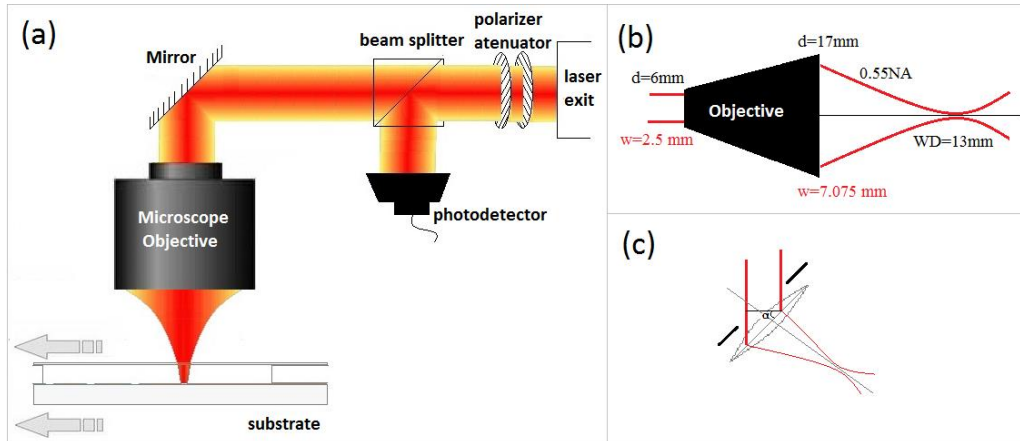 (a)
Mirror
beam splitter
polarizer
atenuator
laser
exit
Microscope
Objective
photodetector
substrate
(b)
d=6mm
w=2.5 mm
Objective
d=17mm
0.55NA
WD=13mm
w=7.075 mm
(c)
α